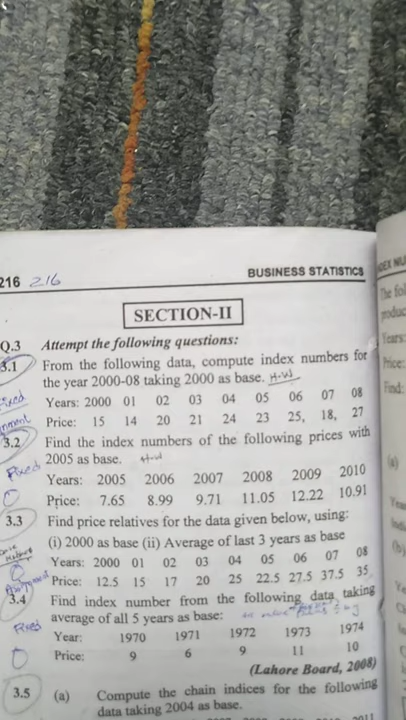 216 216 BUSINESS STATISTICS
SECTION-II
Q.3 Attempt the following questions:
3.1 From the following data, compute index numbers for
the year 2000-08 taking 2000 as base. H.W
Fixed Years: 2000 01 02 03 04 05 06 07 08
Price: 15 14 20 21 24 23 25, 18, 27
3.2 Find the index numbers of the following prices with
Fixed 2005 as base. H.W
Years: 2005 2006 2007 2008 2009 2010
Price: 7.65 8.99 9.71 11.05 12.22 10.91
3.3 Find price relatives for the data given below, using:
(i) 2000 as base (ii) Average of last 3 years as base
Years: 2000 01 02 03 04 05 06 07 08
Price: 12.5 15 17 20 25 22.5 27.5 37.5 35
3.4 Find index number from the following data taking
Fixed average of all 5 years as base:
Year: 1970 1971 1972 1973 1974
Price: 9 6 9 11 10
(Lahore Board, 2008)
3.5 (a) Compute the chain indices for the following
data taking 2004 as base.